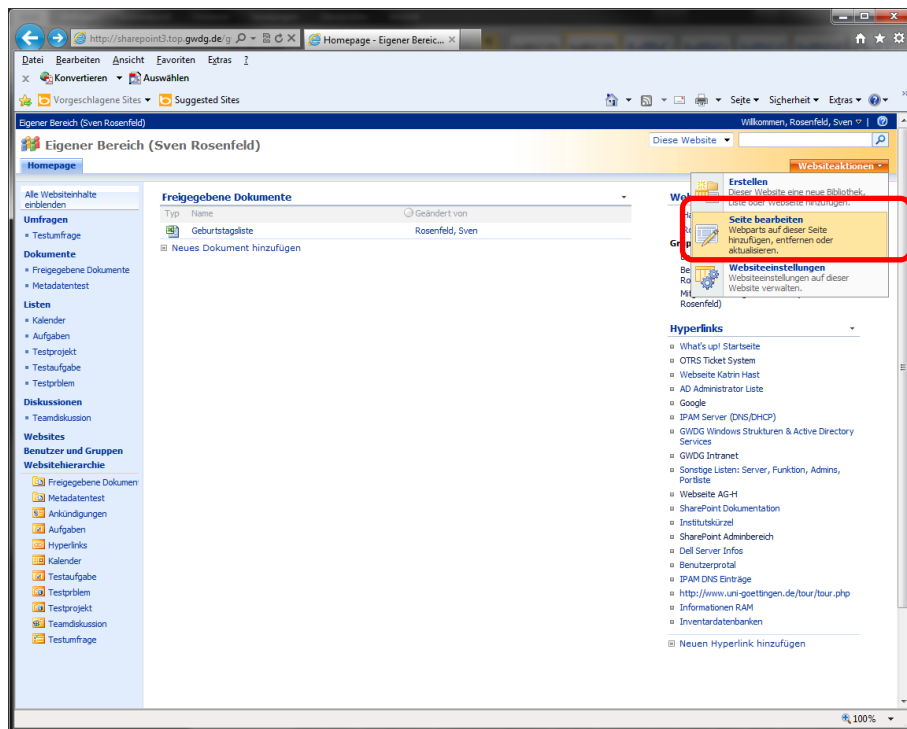 http://sharepoint3.top.gwdg.de/g
Homepage - Eigener Bereic...
Datei Bearbeiten Ansicht Favoriten Extras ?
x Konvertieren Auswählen
Vorgeschlagene Sites Suggested Sites
Seite Sicherheit Extras
Eigener Bereich (Sven Rosenfeld)
Willkommen, Rosenfeld, Sven
Eigener Bereich (Sven Rosenfeld)
Diese Website
Homepage
Websiteaktionen
Alle Websiteinhalte
einblenden
Umfragen
Testumfrage
Dokumente
Freigegebene Dokumente
Metadatentest
Listen
Kalender
Aufgaben
Testprojekt
Testaufgabe
Testprblem
Diskussionen
Teamdiskussion
Websites
Benutzer und Gruppen
Websitehierarchie
Freigegebene Dokumen
Metadatentest
Ankündigungen
Aufgaben
Hyperlinks
Kalender
Testaufgabe
Testprblem
Testprojekt
Teamdiskussion
Testumfrage
Freigegebene Dokumente
Typ Name Geändert von
Geburtstagsliste Rosenfeld, Sven
Neues Dokument hinzufügen
Erstellen
Dieser Website eine neue Bibliothek,
Liste oder Webseite hinzufügen.
Seite bearbeiten
Webparts auf dieser Seite
hinzufügen, entfernen oder
aktualisieren.
Websiteeinstellungen
Websiteeinstellungen auf dieser
Website verwalten.
Rosenfeld)
Hyperlinks
What's up! Startseite
OTRS Ticket System
Webseite Katrin Hast
AD Administrator Liste
Google
IPAM Server (DNS/DHCP)
GWDG Windows Strukturen & Active Directory
Services
GWDG Intranet
Sonstige Listen: Server, Funktion, Admins,
Portliste
Webseite AG-H
SharePoint Dokumentation
Institutskürzel
SharePoint Adminbereich
Dell Server Infos
Benutzerprotal
IPAM DNS Einträge
http://www.uni-goettingen.de/tour/tour.php
Informationen RAM
Inventardatenbanken
Neuen Hyperlink hinzufügen
100%